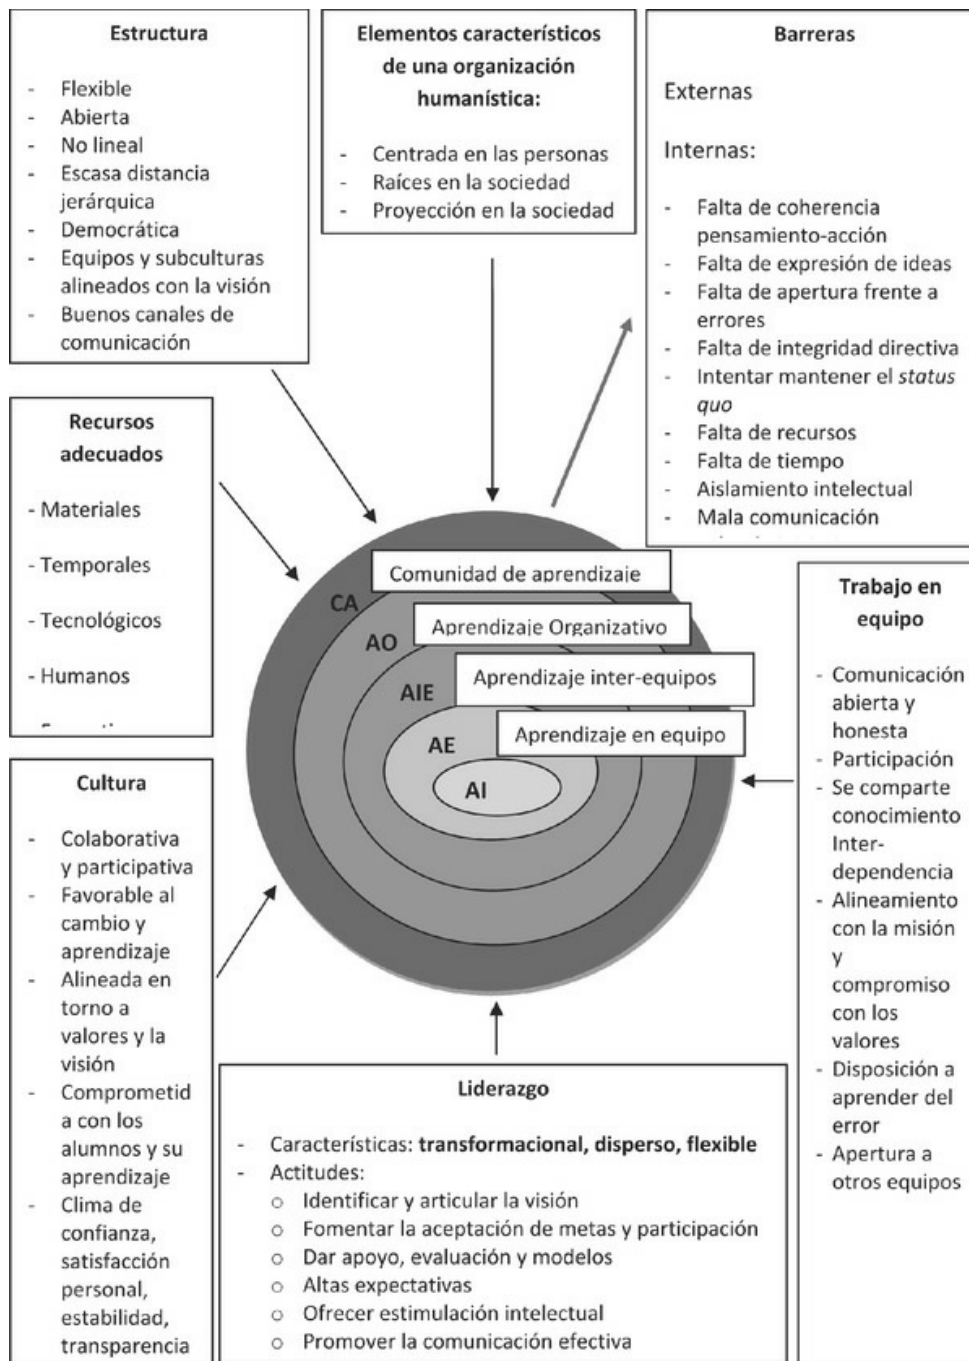 Estructura
- Flexible
- Abierta
- No lineal
- Escasa distancia
jerárquica
- Democrática
- Equipos y subculturas
alineados con la visión
- Buenos canales de
comunicación
Elementos característicos
de una organización
humanística:
- Centrada en las personas
- Raíces en la sociedad
- Proyección en la sociedad
Barreras
Externas
Internas:
- Falta de coherencia
pensamiento-acción
- Falta de expresión de ideas
- Falta de apertura frente a
errores
- Falta de integridad directiva
- Intentar mantener el status
quo
- Falta de recursos
- Falta de tiempo
- Aislamiento intelectual
- Mala comunicación
Recursos
adecuados
- Materiales
- Temporales
- Tecnológicos
- Humanos
Comunidad de aprendizaje
CA
Aprendizaje Organizativo
AO
Aprendizaje inter-equipos
AIE
Aprendizaje en equipo
AE
AI
Trabajo en
equipo
- Comunicación
abierta y
honesta
- Participación
- Se comparte
conocimiento
Inter-
dependencia
- Alineamiento
con la misión
y
compromiso
con los
valores
- Disposición a
aprender del
error
- Apertura a
otros equipos
Cultura
- Colaborativa
y participativa
- Favorable al
cambio y
aprendizaje
- Alineada en
torno a
valores y la
visión
- Comprometid
a con los
alumnos y su
aprendizaje
- Clima de
confianza,
satisfacción
personal,
estabilidad,
transparencia
Liderazgo
- Características: transformacional, disperso, flexible
- Actitudes:
o Identificar y articular la visión
o Fomentar la aceptación de metas y participación
o Dar apoyo, evaluación y modelos
o Altas expectativas
o Ofrecer estimulación intelectual
o Promover la comunicación efectiva